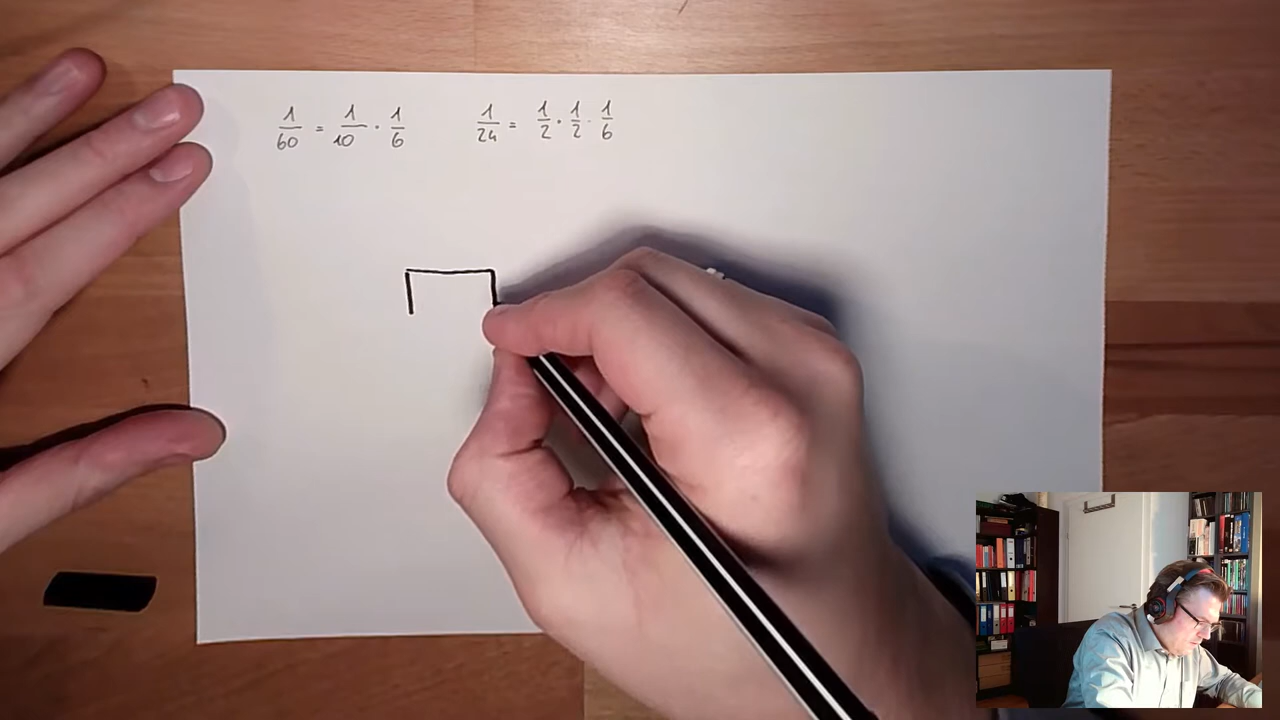 1/60 = 1/10 · 1/6
1/24 = 1/2 · 1/2 · 1/6